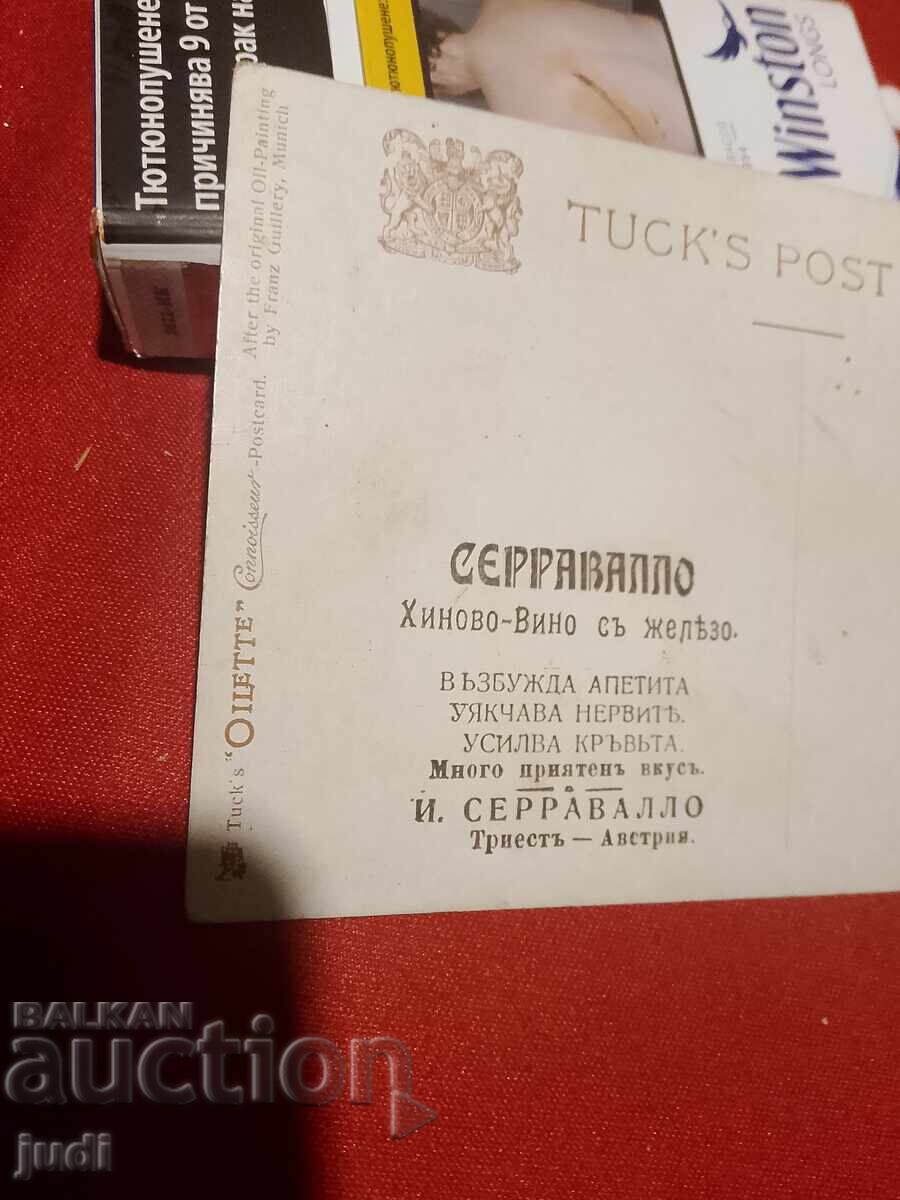 Тютюнопушене
причинява 9 от
рак на
Winston
LONGS
TUCK'S POST
After the original Oil-Painting
by Franz Guillery, Munich
Tuck's "OILETTE" Connoisseur-Postcard.
СЕРРАВАЛЛО
Хиново-Вино съ желѣзо.
ВЪЗБУЖДА АПЕТИТА
УЯКЧАВА НЕРВИТѢ.
УСИЛВА КРЪВЬТА.
Много приятенъ вкусъ.
И. СЕРРАВАЛЛО
Триестъ — Австрия.
BALKAN
auction
judi